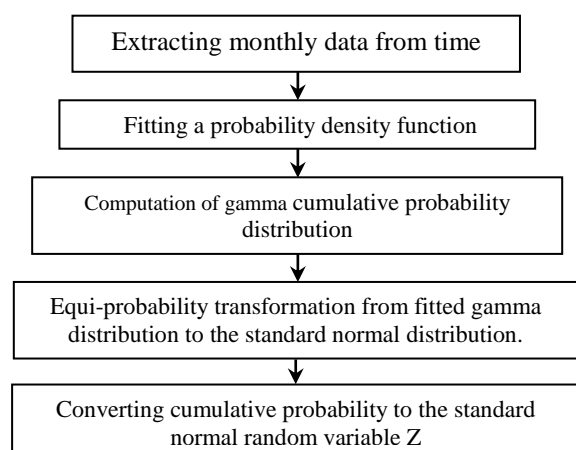 Extracting monthly data from time
Fitting a probability density function
Computation of gamma cumulative probability
distribution
Equi-probability transformation from fitted gamma
distribution to the standard normal distribution.
Converting cumulative probability to the standard
normal random variable Z